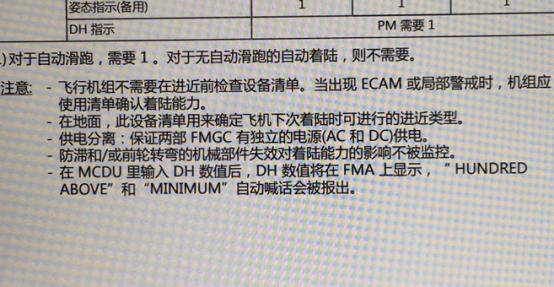 姿态指示(备用) 1 1 1
DH 指示 PM 需要 1
)对于自动滑跑，需要 1 。对于无自动滑跑的自动着陆，则不需要。
注意: - 飞行机组不需要在进近前检查设备清单。当出现 ECAM 或局部警戒时，机组应
使用清单确认着陆能力。
- 在地面，此设备清单用来确定飞机下次着陆时可进行的进近类型。
- 供电分离：保证两部 FMGC 有独立的电源(AC 和 DC)供电。
- 防滞和/或前轮转弯的机械部件失效对着陆能力的影响不被监控。
- 在 MCDU 里输入 DH 数值后，DH 数值将在 FMA 上显示，“ HUNDRED
ABOVE”和“MINIMUM”自动喊话会被报出。